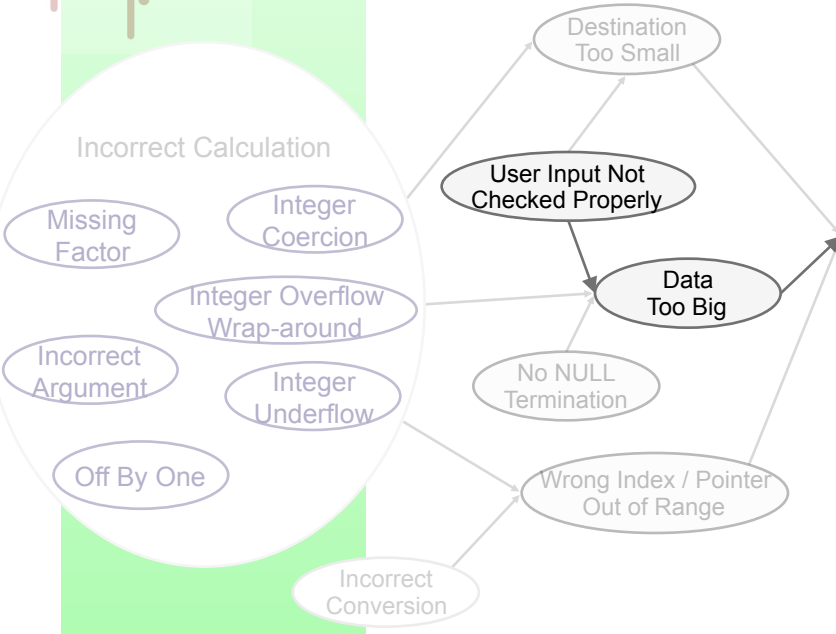 Destination
Too Small
Incorrect Calculation
User Input Not
Checked Properly
Missing
Factor
Integer
Coercion
Integer Overflow
Wrap-around
Data
Too Big
Incorrect
Argument
Integer
Underflow
No NULL
Termination
Off By One
Wrong Index / Pointer
Out of Range
Incorrect
Conversion